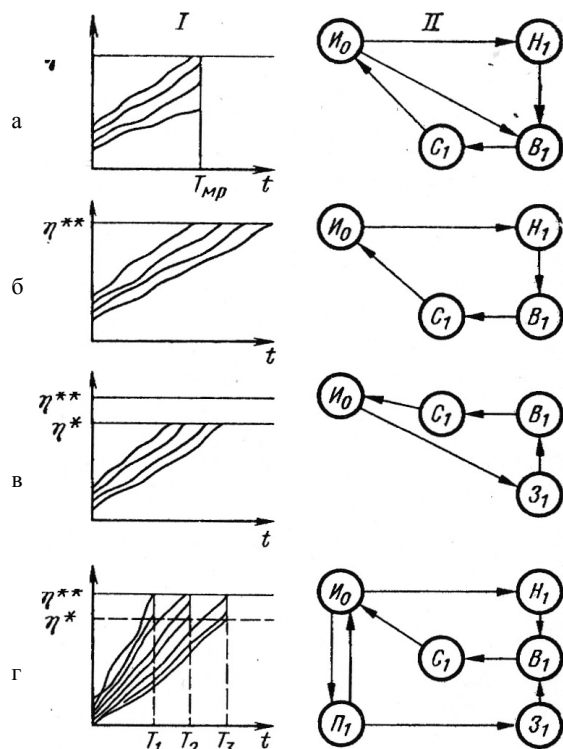 I II
а
И₀ Н₁
С₁ В₁
Tмр t
η** И₀ Н₁
б
С₁ В₁
t
η** И₀ С₁ В₁
η*
в
З₁
t
η** И₀ Н₁
η*
С₁ В₁
г
П₁ З₁
T₁ T₂ T₃ t